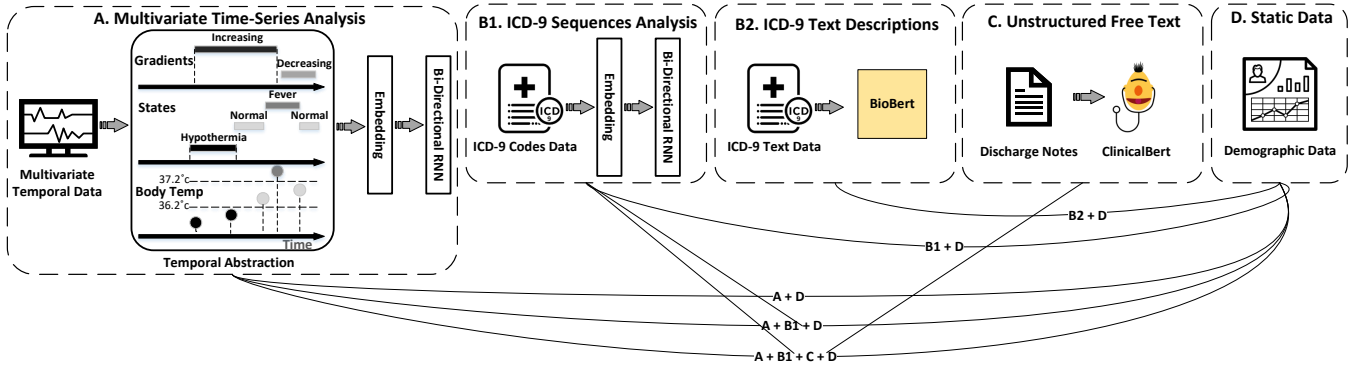 A. Multivariate Time-Series Analysis
Multivariate
Temporal Data
Gradients
Increasing
Decreasing
States
Fever
Normal
Normal
Hypothermia
Body Temp
37.2°c
36.2°c
Time
Temporal Abstraction
Embedding
Bi-Directional RNN
B1. ICD-9 Sequences Analysis
ICD
9
ICD-9 Codes Data
Embedding
Bi-Directional RNN
B2. ICD-9 Text Descriptions
ICD
9
ICD-9 Text Data
BioBert
C. Unstructured Free Text
Discharge Notes
ClinicalBert
D. Static Data
Demographic Data
B2 + D
B1 + D
A + D
A + B1 + D
A + B1 + C + D